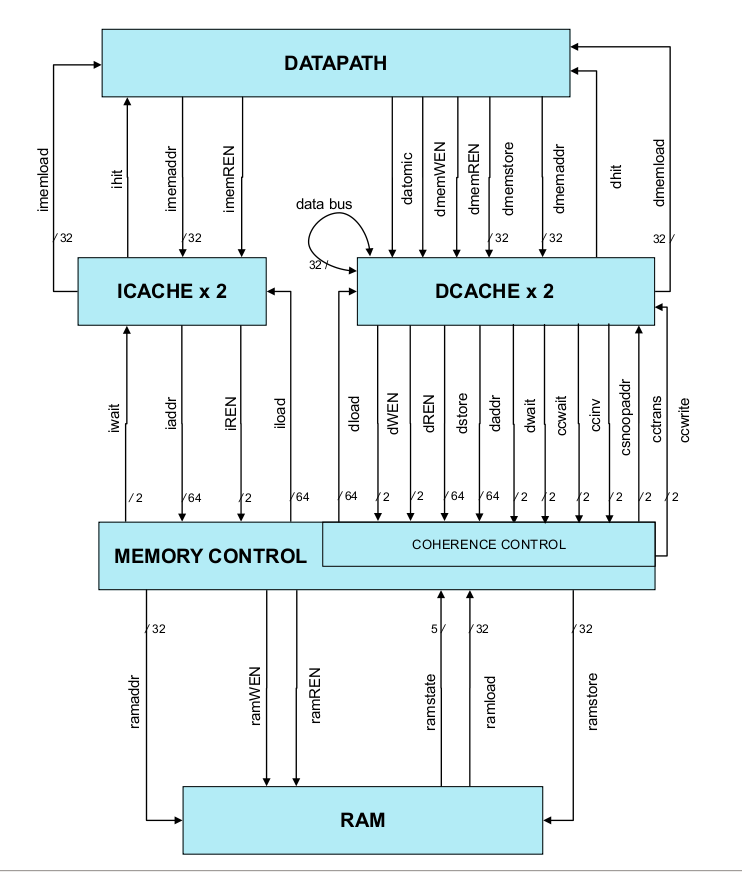 DATAPATH
imemload
ihit
imemaddr
imemREN
datomic
dmemWEN
dmemREN
dmemstore
dmemaddr
dhit
dmemload
data bus
/ 32
/ 32
32 /
/ 32
/ 32
32 /
ICACHE x 2
DCACHE x 2
iwait
iaddr
iREN
iload
dload
dWEN
dREN
dstore
daddr
dwait
ccwait
ccinv
csnoopaddr
cctrans
ccwrite
/ 2
/ 64
/ 2
/ 64
/ 64
/ 2
/ 2
/ 64
/ 64
/ 2
/ 2
/ 2
/ 2
/ 2
/ 2
MEMORY CONTROL
COHERENCE CONTROL
/ 32
5 /
/ 32
/ 32
ramaddr
ramWEN
ramREN
ramstate
ramload
ramstore
RAM